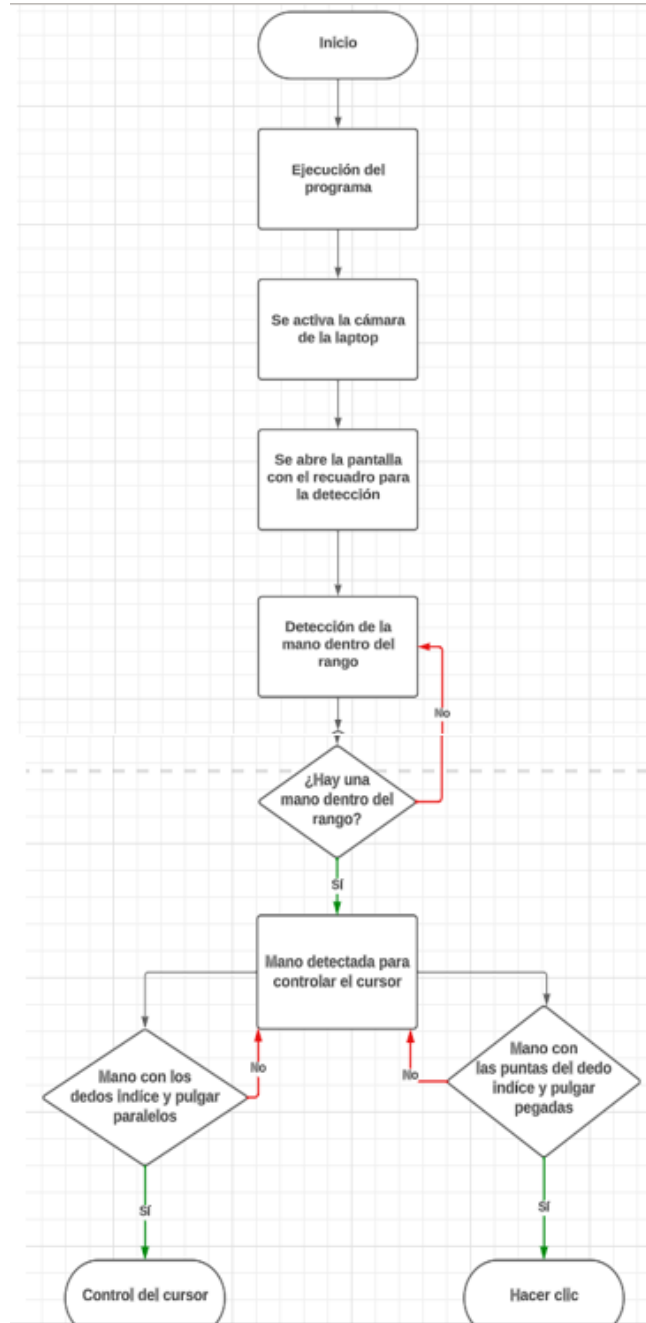 Inicio
Ejecución del
programa
Se activa la cámara
de la laptop
Se abre la pantalla
con el recuadro para
la detección
Detección de la
mano dentro del
rango
No
¿Hay una
mano dentro del
rango?
Sí
Mano detectada para
controlar el cursor
Mano con los
dedos indice y pulgar
paralelos
No
Mano con
las puntas del dedo
indíce y pulgar
pegadas
No
Sí
Sí
Control del cursor
Hacer clic